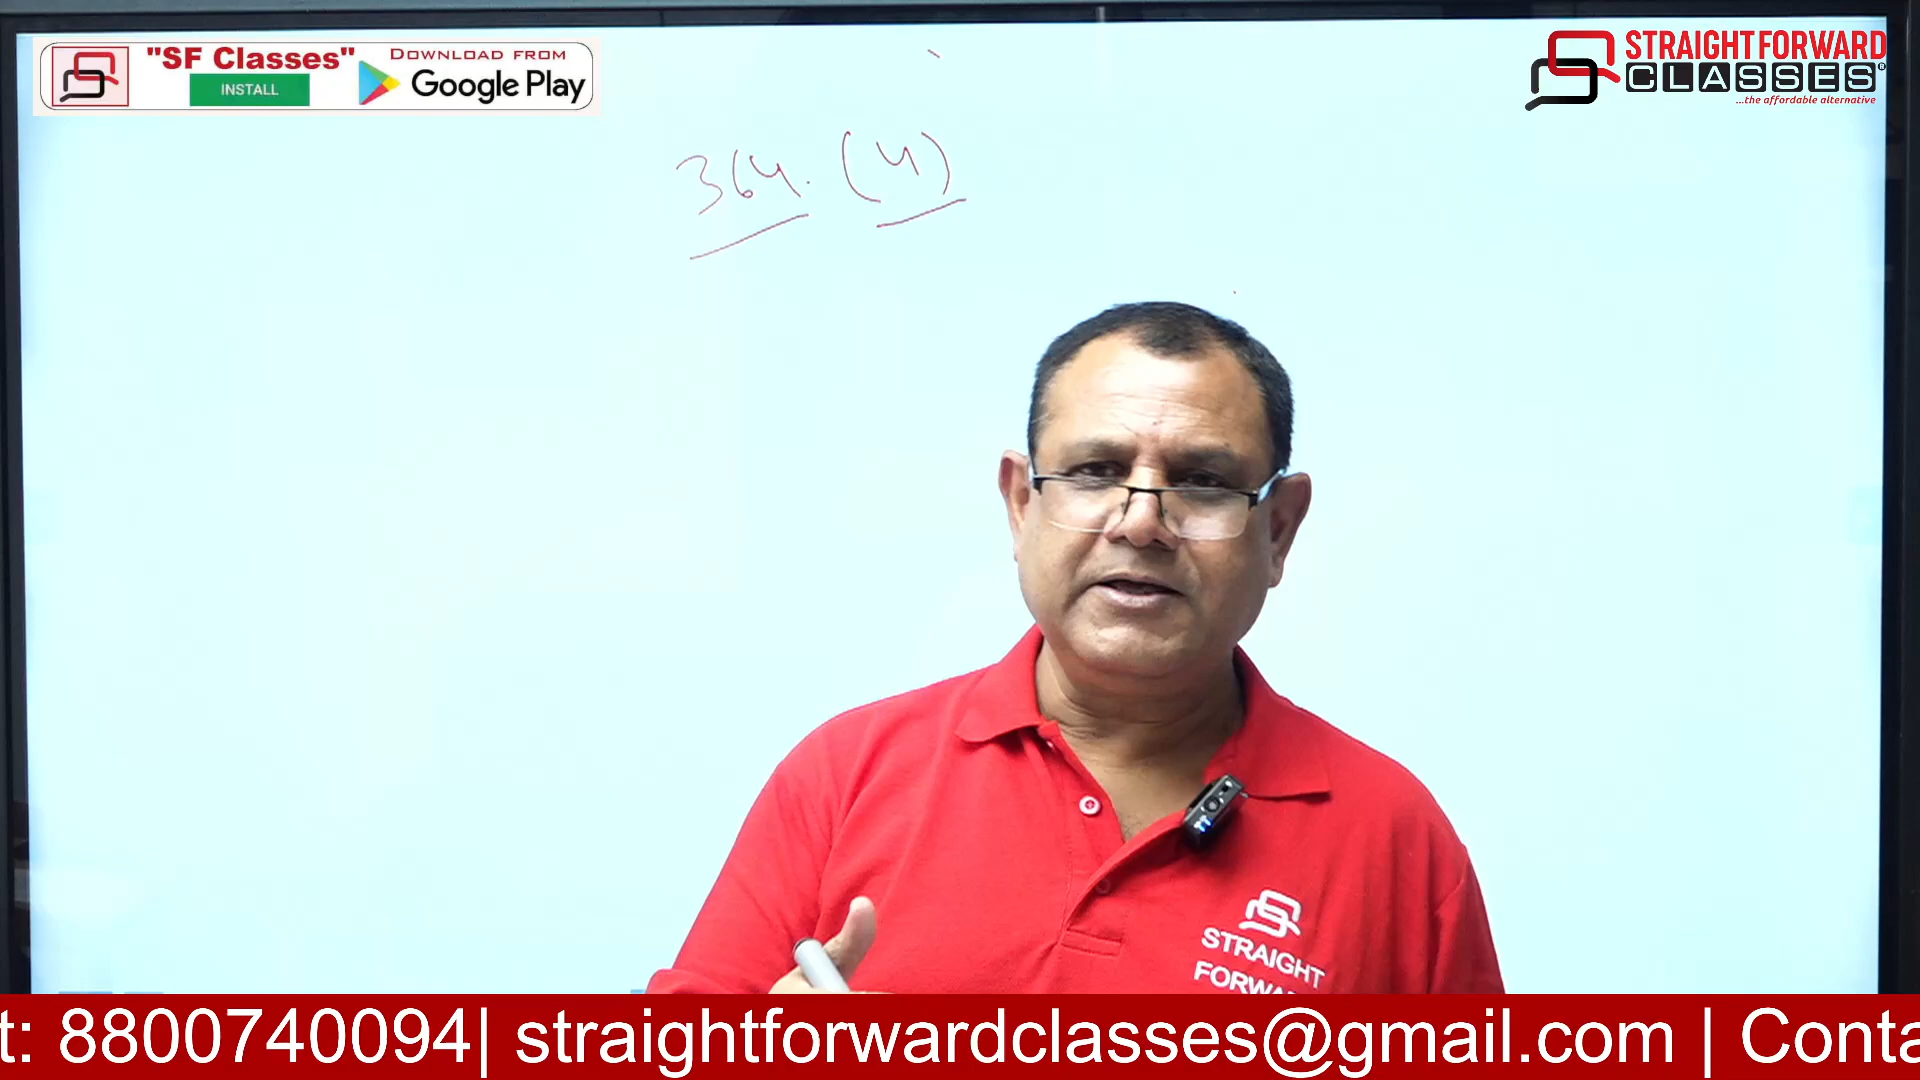 "SF Classes"
INSTALL
DOWNLOAD FROM
Google Play
STRAIGHT FORWARD
CLASSES®
...the affordable alternative
364. (4)
STRAIGHT
t: 8800740094| straightforwardclasses@gmail.com | Conta